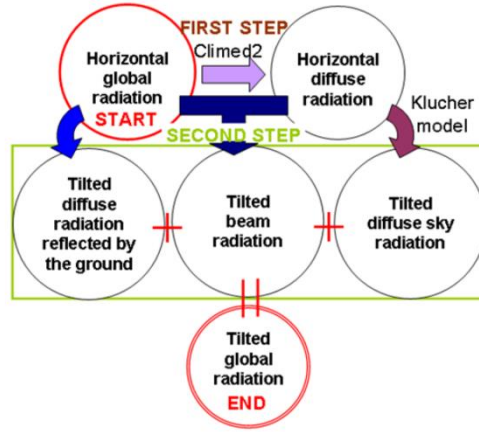 FIRST STEP
Climed2
Horizontal
global
radiation
START
Horizontal
diffuse
radiation
Klucher
model
SECOND STEP
Tilted
diffuse
radiation
reflected by
the ground
+
Tilted
beam
radiation
+
Tilted
diffuse sky
radiation
Tilted
global
radiation
END